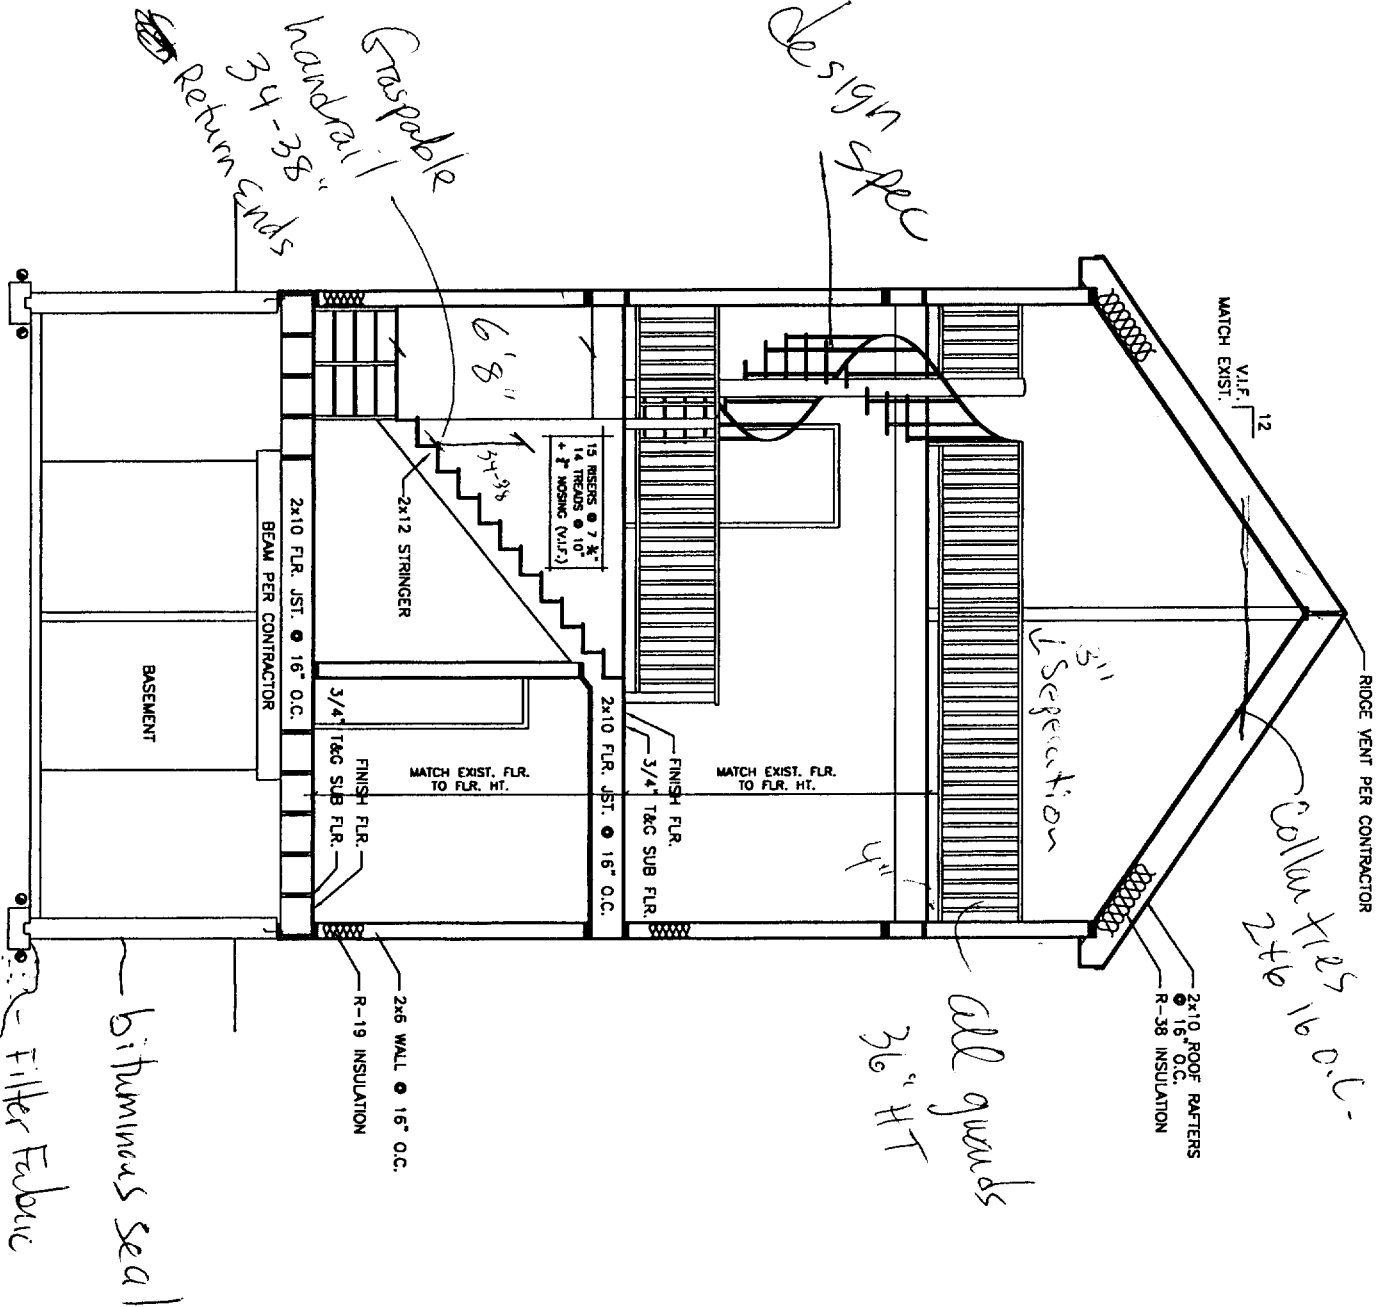 RIDGE VENT PER CONTRACTOR
12
V.I.F.
MATCH EXIST.
Collar ties
2x6 16 O.C.
2x10 ROOF RAFTERS
@ 16" O.C.
R-38 INSULATION
3"
all guards
36" HT
4"
design spec
MATCH EXIST. FLR.
TO FLR. HT.
FINISH FLR.
3/4" T&G SUB FLR.
2x10 FLR. JST. @ 16" O.C.
15 RISERS @ 7 3/4"
14 TREADS @ 10"
NOSING (V.I.F.)
6'8"
34-38
Graspable
handrail
34-38"
Return Ends
2x12 STRINGER
MATCH EXIST. FLR.
TO FLR. HT.
2x6 WALL @ 16" O.C.
R-19 INSULATION
FINISH FLR.
3/4" T&G SUB FLR.
2x10 FLR. JST. @ 16" O.C.
BEAM PER CONTRACTOR
BASEMENT
bituminous seal
Filter Fabric